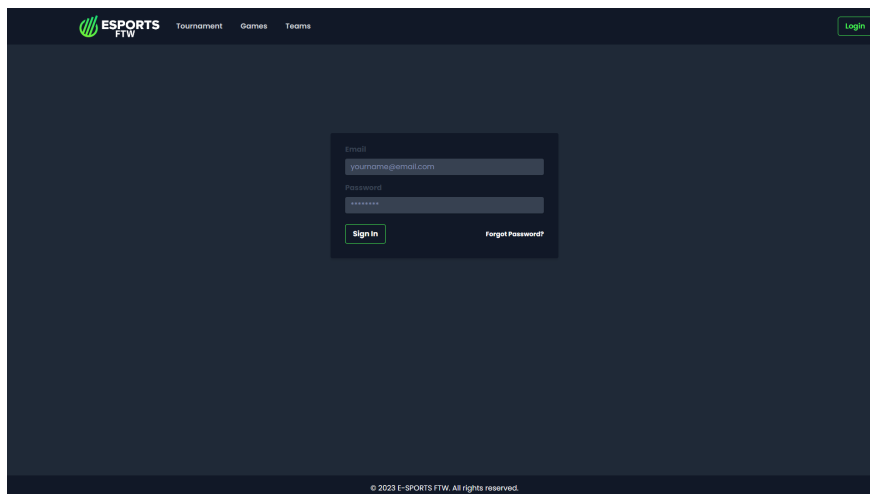 ESPORTS
FTW
Tournament Games Teams
Login
Email
yourname@email.com
Password
********
Sign In Forgot Password?
© 2023 E-SPORTS FTW. All rights reserved.